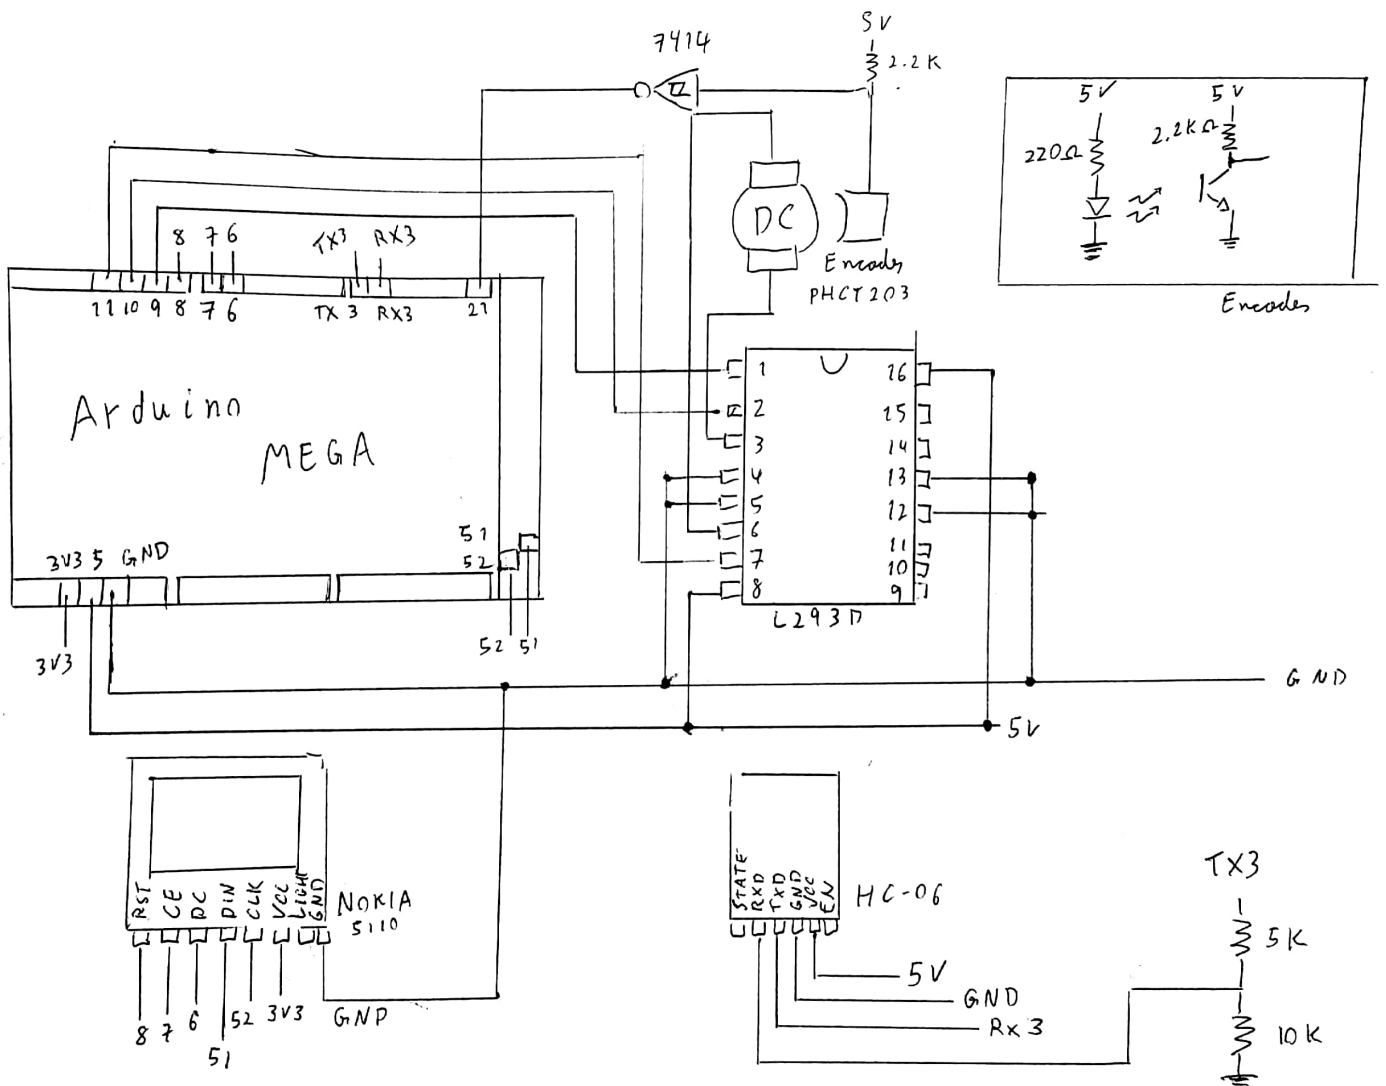 5V
7414
2.2K
5V
5V
2.2KΩ
220Ω
8
7
6
TX3
RX3
DC
Encodes
PHCT203
Encodes
11
10
9
8
7
6
TX 3
RX3
21
Arduino
MEGA
1
2
3
4
5
6
7
8
16
15
14
13
12
11
10
9
L293D
51
52
3V3
5
GND
3V3
52
51
GND
5V
RST
CE
DC
DIN
CLK
VCC
LIGHT
GND
NOKIA
5110
8
7
6
51
52
3V3
GND
STATE
RXD
TXD
GND
VCC
EN
HC-06
5V
GND
Rx3
TX3
5K
10K